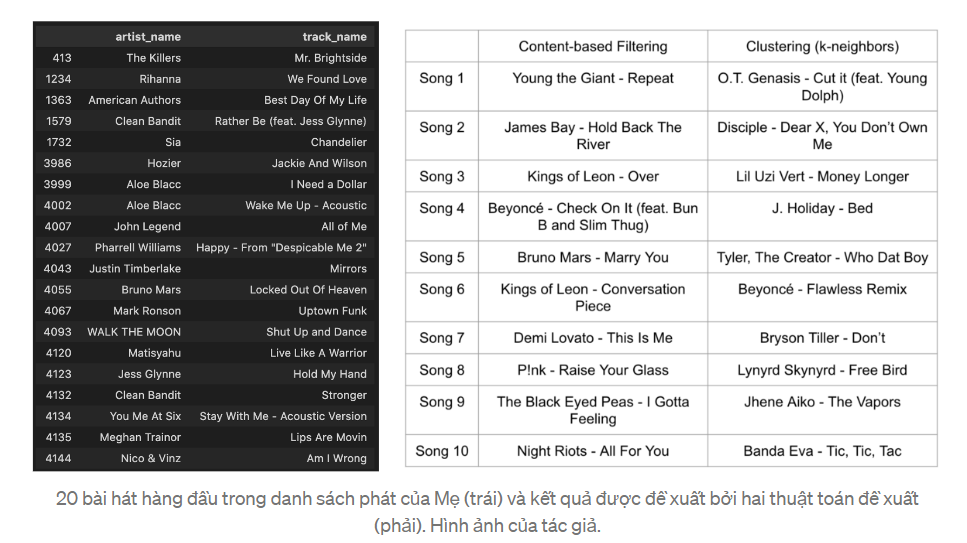 artist_name track_name
413 The Killers Mr. Brightside
1234 Rihanna We Found Love
1363 American Authors Best Day Of My Life
1579 Clean Bandit Rather Be (feat. Jess Glynne)
1732 Sia Chandelier
3986 Hozier Jackie And Wilson
3999 Aloe Blacc I Need a Dollar
4002 Aloe Blacc Wake Me Up - Acoustic
4007 John Legend All of Me
4027 Pharrell Williams Happy - From "Despicable Me 2"
4043 Justin Timberlake Mirrors
4055 Bruno Mars Locked Out Of Heaven
4067 Mark Ronson Uptown Funk
4093 WALK THE MOON Shut Up and Dance
4120 Matisyahu Live Like A Warrior
4123 Jess Glynne Hold My Hand
4132 Clean Bandit Stronger
4134 You Me At Six Stay With Me - Acoustic Version
4135 Meghan Trainor Lips Are Movin
4144 Nico & Vinz Am I Wrong
Content-based Filtering Clustering (k-neighbors)
Song 1 Young the Giant - Repeat O.T. Genasis - Cut it (feat. Young
Dolph)
Song 2 James Bay - Hold Back The Disciple - Dear X, You Don't Own
River Me
Song 3 Kings of Leon - Over Lil Uzi Vert - Money Longer
Song 4 Beyoncé - Check On It (feat. Bun J. Holiday - Bed
B and Slim Thug)
Song 5 Bruno Mars - Marry You Tyler, The Creator - Who Dat Boy
Song 6 Kings of Leon - Conversation Beyoncé - Flawless Remix
Piece
Song 7 Demi Lovato - This Is Me Bryson Tiller - Don't
Song 8 P!nk - Raise Your Glass Lynyrd Skynyrd - Free Bird
Song 9 The Black Eyed Peas - I Gotta Jhene Aiko - The Vapors
Feeling
Song 10 Night Riots - All For You Banda Eva - Tic, Tic, Tac
20 bài hát hàng đầu trong danh sách phát của Mẹ (trái) và kết quả được đề xuất bởi hai thuật toán đề xuất
(phải). Hình ảnh của tác giả.